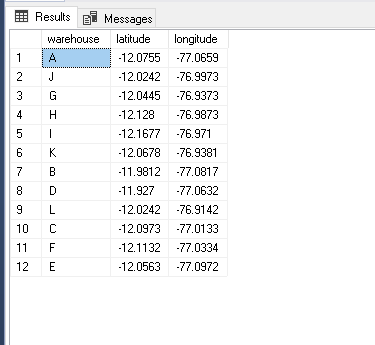 Results Messages
warehouse latitude longitude
1 A -12.0755 -77.0659
2 J -12.0242 -76.9973
3 G -12.0445 -76.9373
4 H -12.128 -76.9873
5 I -12.1677 -76.971
6 K -12.0678 -76.9381
7 B -11.9812 -77.0817
8 D -11.927 -77.0632
9 L -12.0242 -76.9142
10 C -12.0973 -77.0133
11 F -12.1132 -77.0334
12 E -12.0563 -77.0972